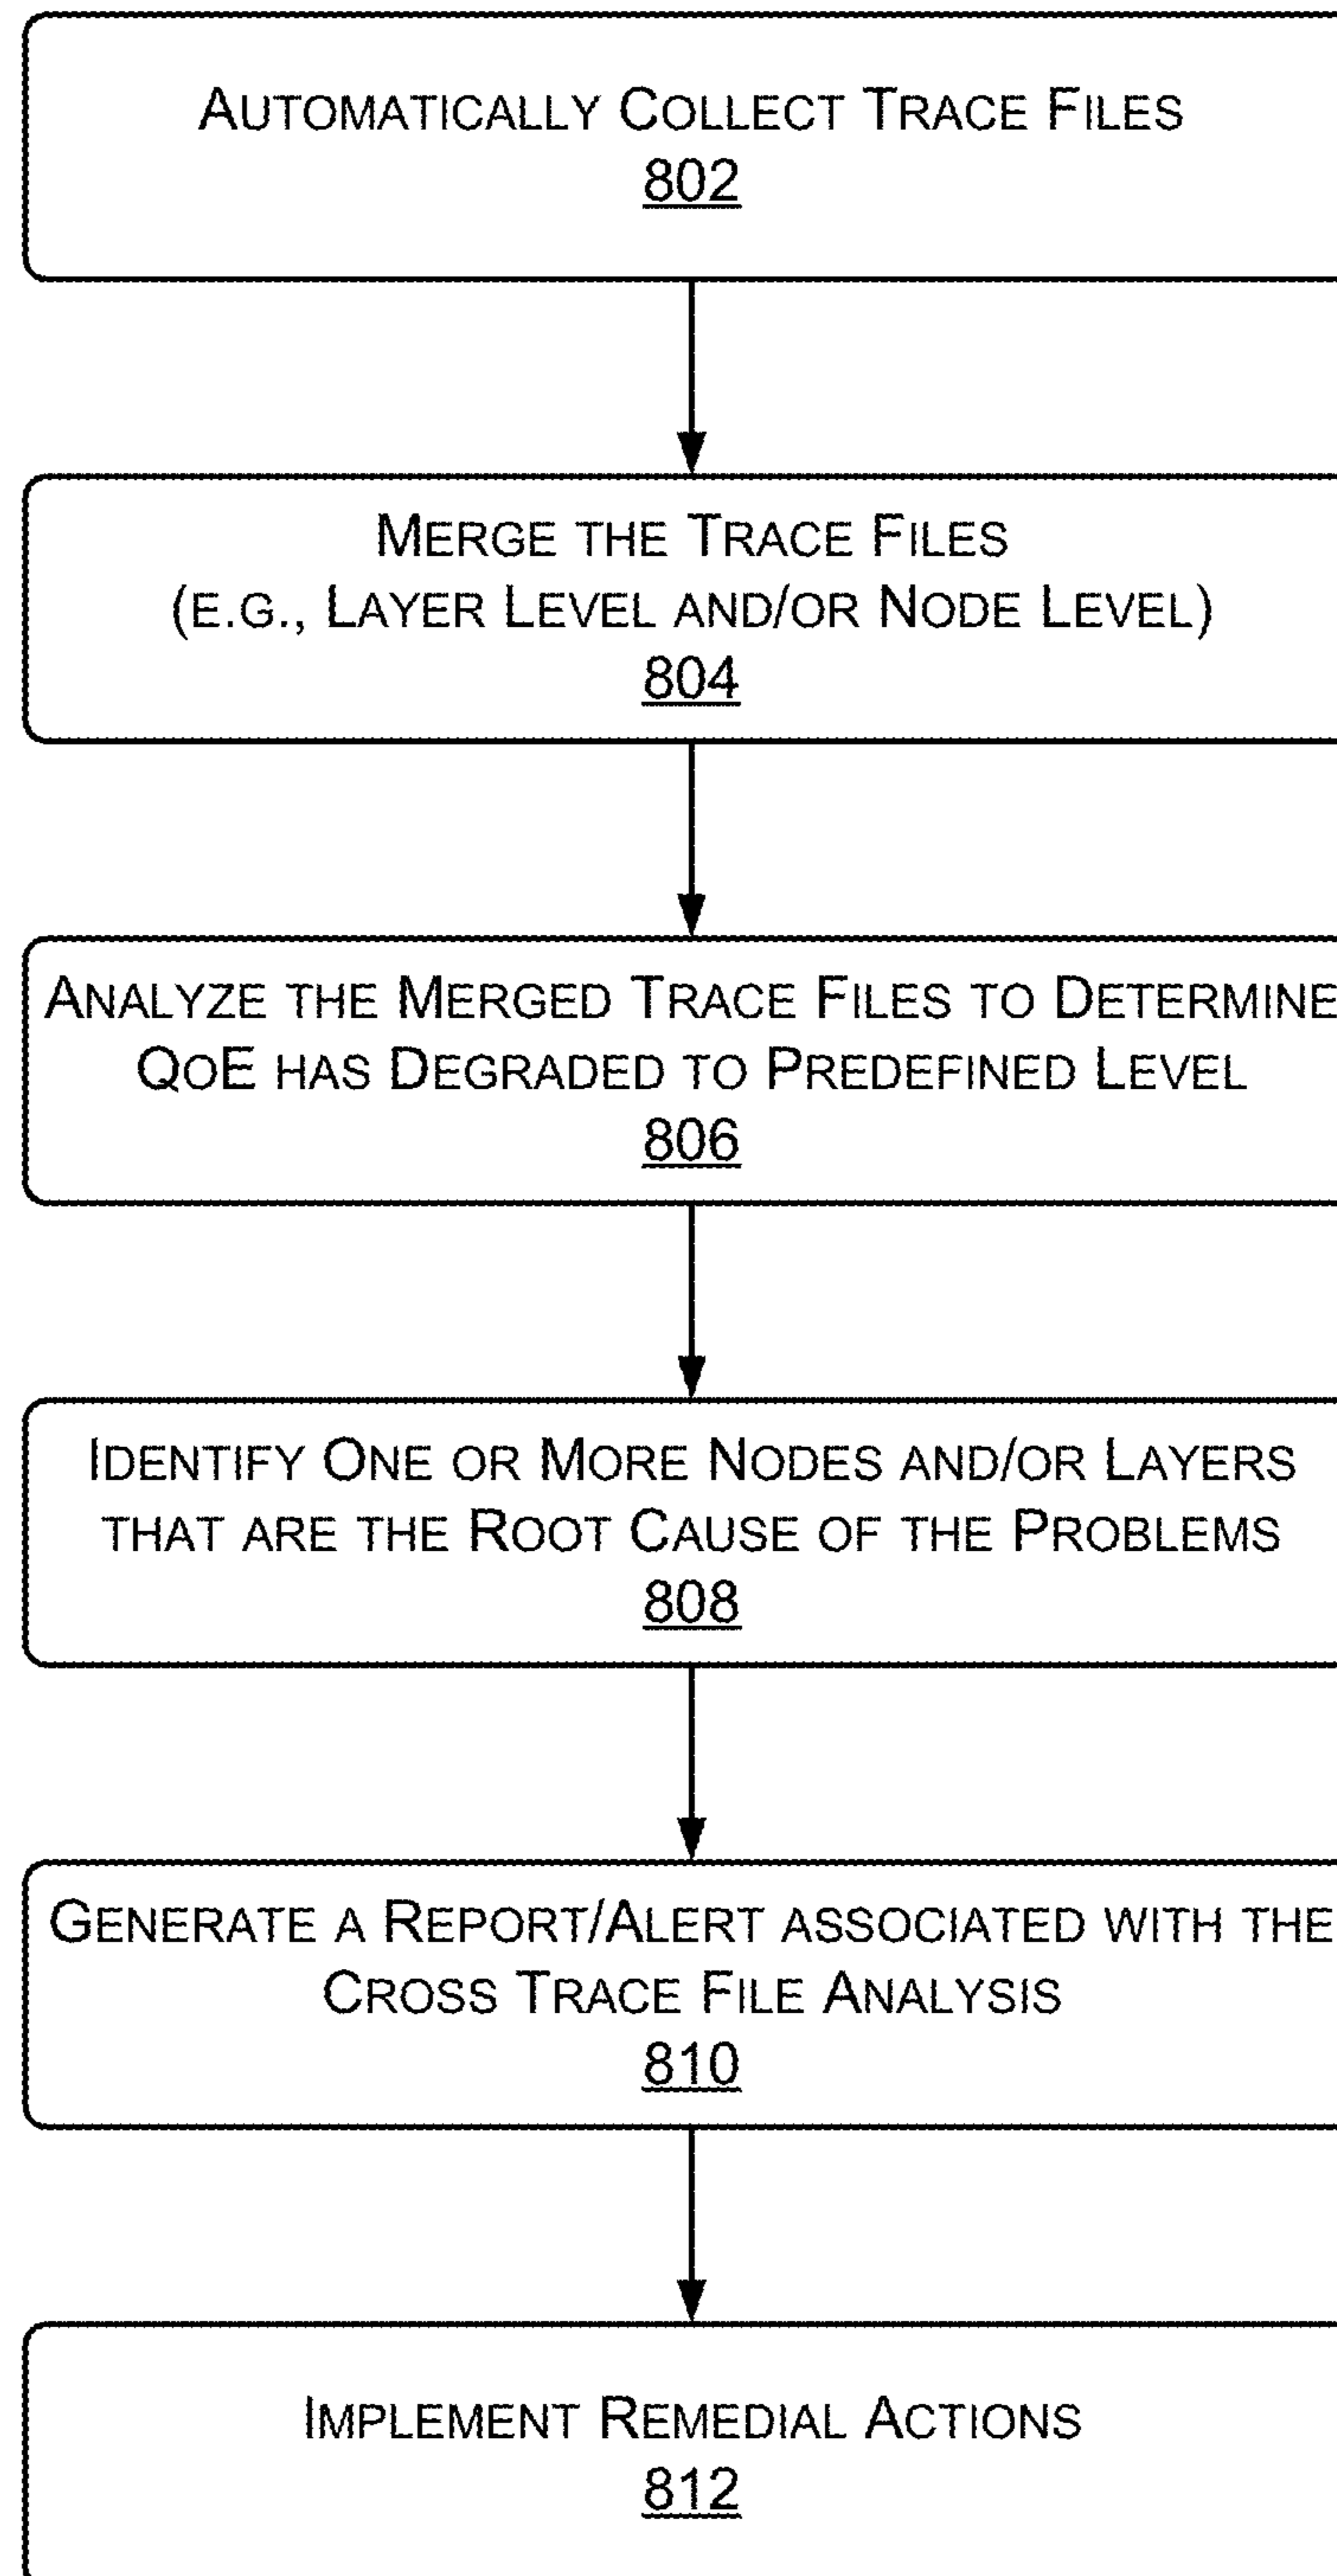 AUTOMATICALLY COLLECT TRACE FILES
802
MERGE THE TRACE FILES
(E.G., LAYER LEVEL AND/OR NODE LEVEL)
804
ANALYZE THE MERGED TRACE FILES TO DETERMINE
QOE HAS DEGRADED TO PREDEFINED LEVEL
806
IDENTIFY ONE OR MORE NODES AND/OR LAYERS
THAT ARE THE ROOT CAUSE OF THE PROBLEMS
808
GENERATE A REPORT/ALERT ASSOCIATED WITH THE
CROSS TRACE FILE ANALYSIS
810
IMPLEMENT REMEDIAL ACTIONS
812